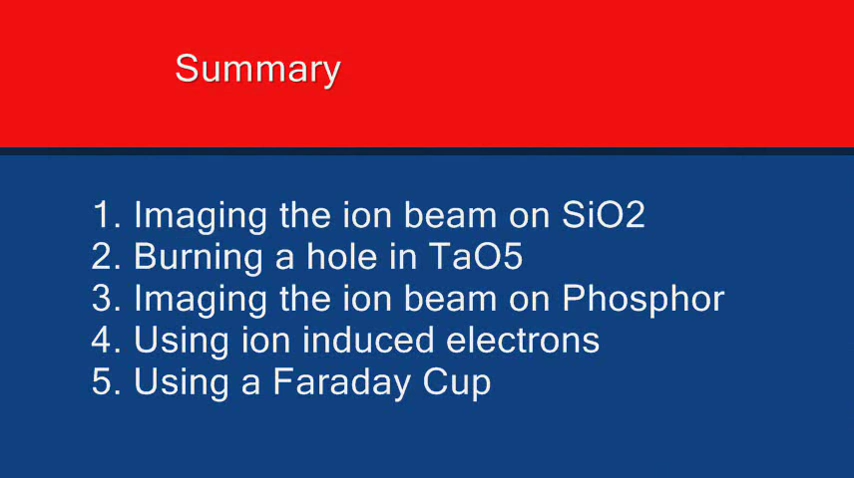 Summary
1. Imaging the ion beam on SiO2
2. Burning a hole in TaO5
3. Imaging the ion beam on Phosphor
4. Using ion induced electrons
5. Using a Faraday Cup